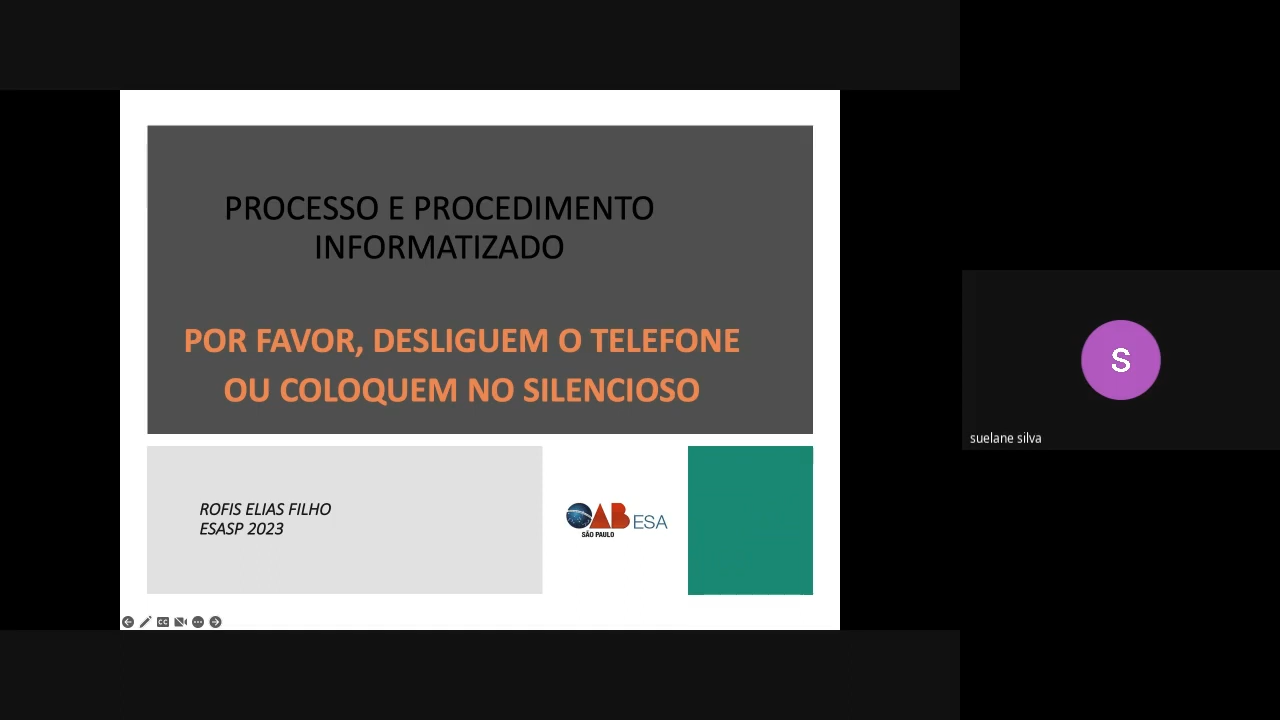 PROCESSO E PROCEDIMENTO
INFORMATIZADO
POR FAVOR, DESLIGUEM O TELEFONE
OU COLOQUEM NO SILENCIOSO
ROFIS ELIAS FILHO
ESASP 2023
OAB ESA
SÃO PAULO
CC
S
suelane silva